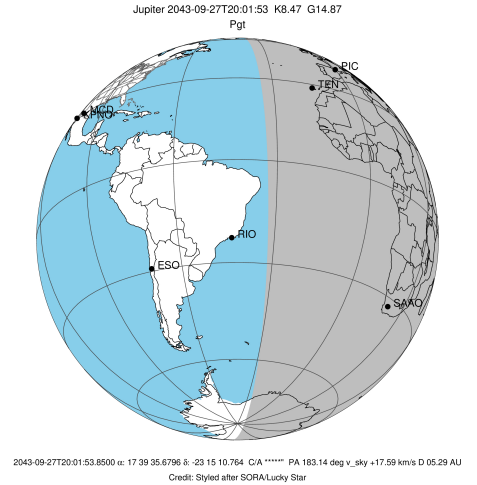 Jupiter 2043-09-27T20:01:53 K8.47 G14.87
Pgt
PIC
TEN
MCD
KPNO
RIO
ESO
SAAO
2043-09-27T20:01:53.8500 α: 17 39 35.6796 δ: -23 15 10.764 C/A *****" PA 183.14 deg v_sky +17.59 km/s D 05.29 AU
Credit: Styled after SORA/Lucky Star